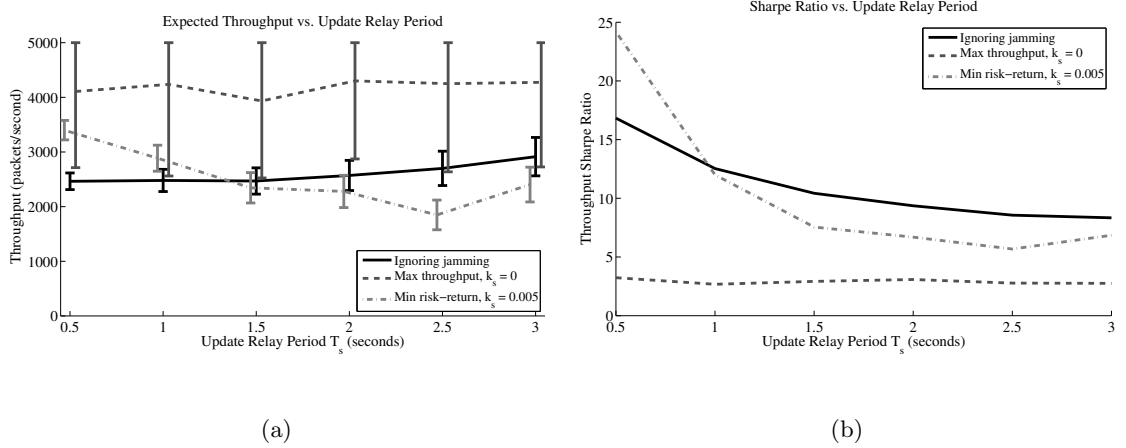 Expected Throughput vs. Update Relay Period
5000
4000
3000
2000
1000
0
Throughput (packets/second)
0.5 1 1.5 2 2.5 3
Update Relay Period T_s (seconds)
Ignoring jamming
Max throughput, k_s = 0
Min risk−return, k_s = 0.005
(a)
Sharpe Ratio vs. Update Relay Period
25
20
15
10
5
0
Throughput Sharpe Ratio
0.5 1 1.5 2 2.5 3
Update Relay Period T_s (seconds)
Ignoring jamming
Max throughput, k_s = 0
Min risk−return, k_s = 0.005
(b)